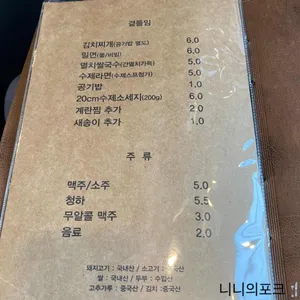 곁들임
김치찌개(공기밥 별도) 6.0
밀면(물/비빔) 6.0
멸치쌀국수(간멸치가득) 5.0
수제라면(수제스프첨가) 5.0
공기밥 1.0
20cm수제소세지(200g) 6.0
계란찜 추가 2.0
새송이 추가 1.0
주 류
맥주/소주 5.0
청하 5.5
무알콜 맥주 3.0
음료 2.0
돼지고기 : 국내산 / 소고기 : 국산
쌀 : 국내산 / 두부 : 수입산
고추가루 : 중국산 / 김치 : 중국산
니니의포크